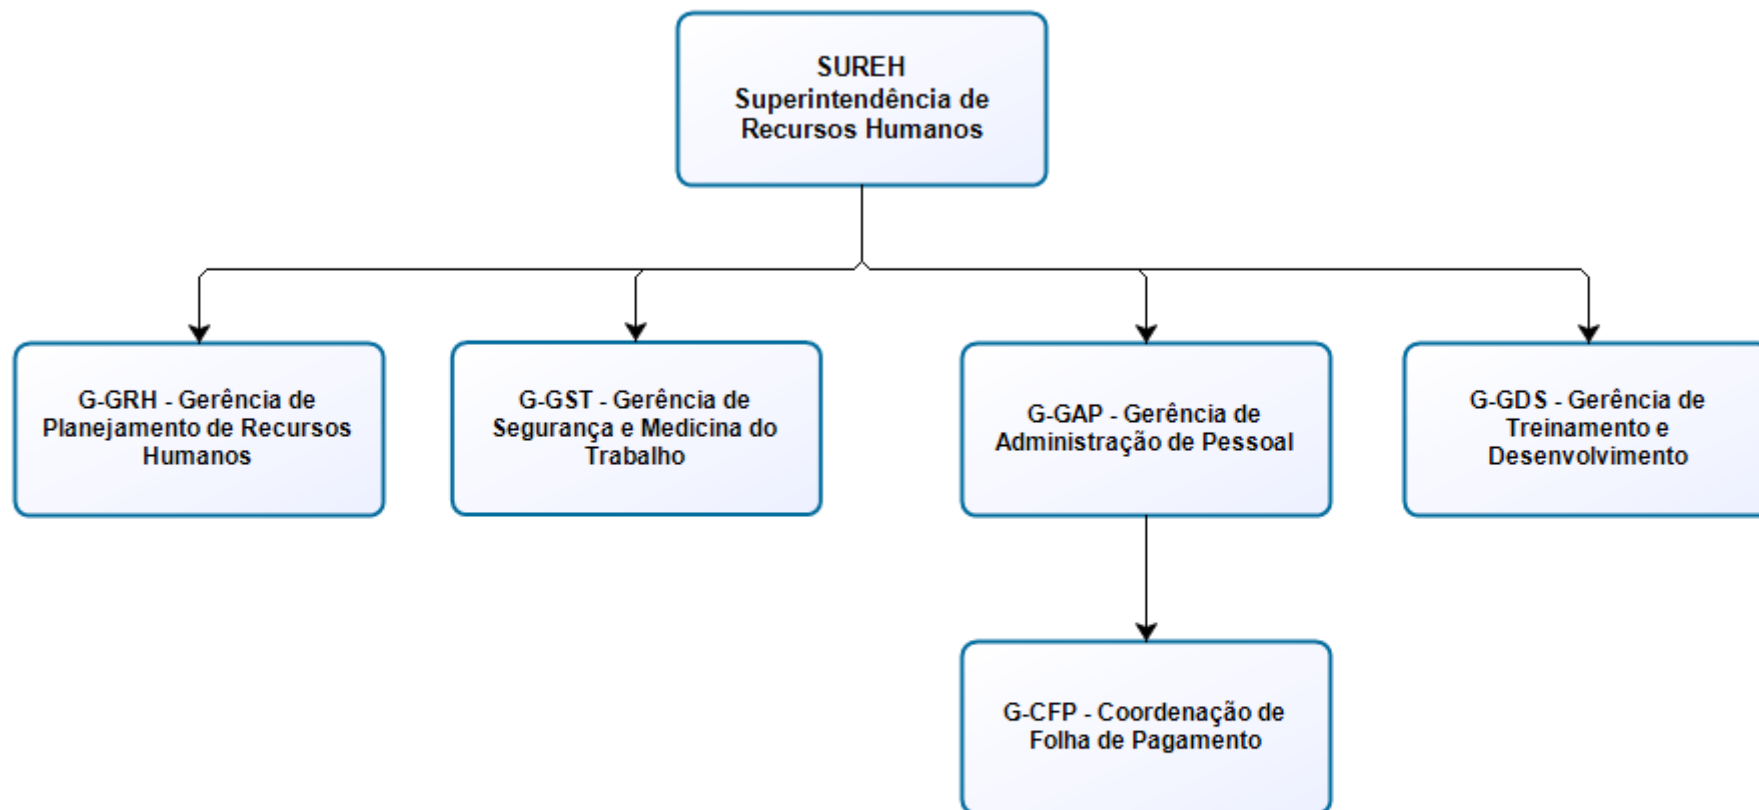 SUREH
Superintendência de
Recursos Humanos
G-GRH - Gerência de
Planejamento de Recursos
Humanos
G-GST - Gerência de
Segurança e Medicina do
Trabalho
G-GAP - Gerência de
Administração de Pessoal
G-GDS - Gerência de
Treinamento e
Desenvolvimento
G-CFP - Coordenação de
Folha de Pagamento